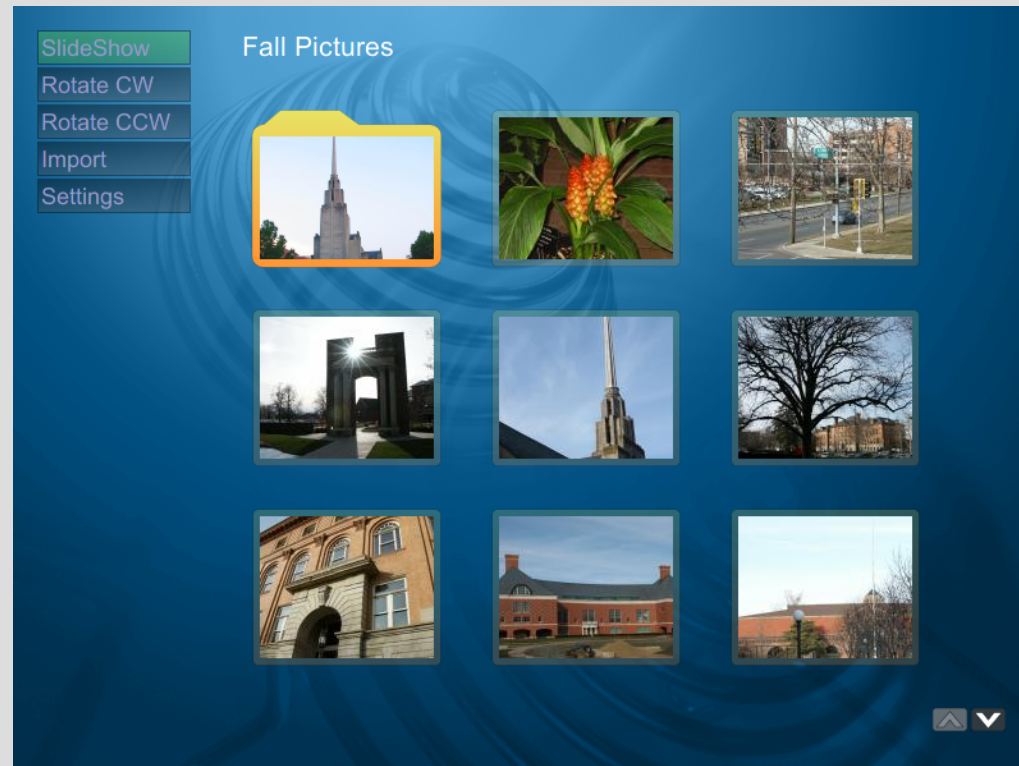 SlideShow
Rotate CW
Rotate CCW
Import
Settings
Fall Pictures